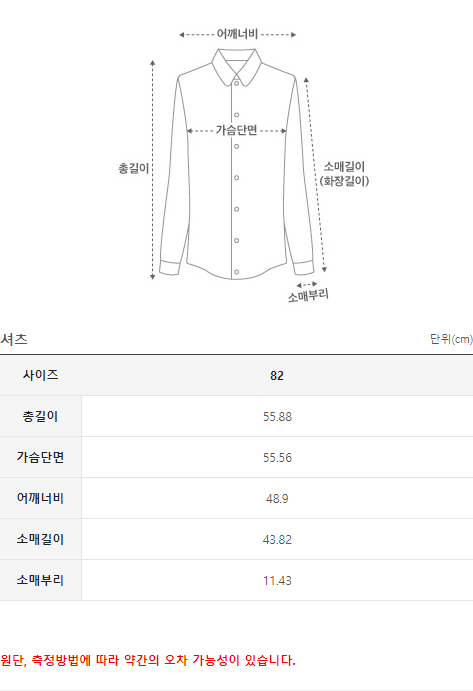 어깨너비
가슴단면
총길이
소매길이
(화장길이)
소매부리
셔츠 단위(cm)
사이즈 82
총길이 55.88
가슴단면 55.56
어깨너비 48.9
소매길이 43.82
소매부리 11.43
원단, 측정방법에 따라 약간의 오차 가능성이 있습니다.